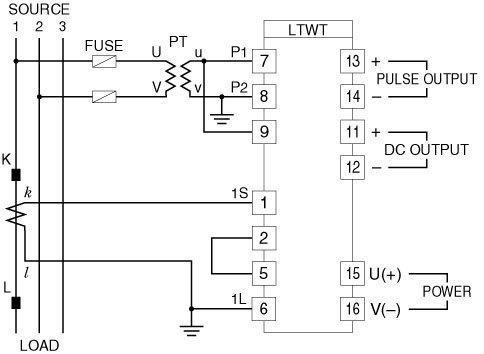 SOURCE
1 2 3
LTWT
FUSE
U PT u P1 7
V v P2 8
9
13 + PULSE OUTPUT
14 −
11 + DC OUTPUT
12 −
K
k 1S 1
2
5
l 1L 6
L
15 U(+) POWER
16 V(−)
LOAD